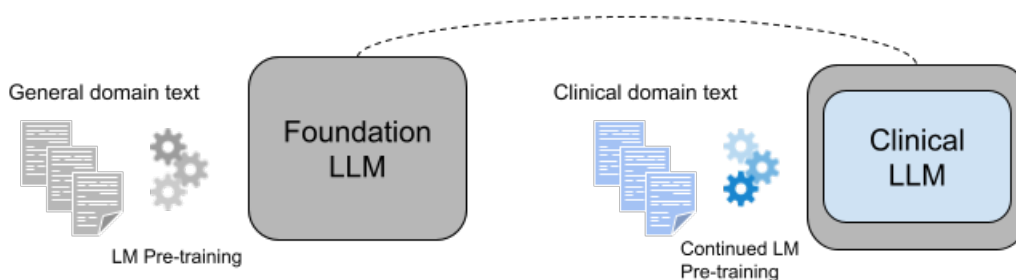 General domain text
LM Pre-training
Foundation
LLM
Clinical domain text
Continued LM
Pre-training
Clinical
LLM